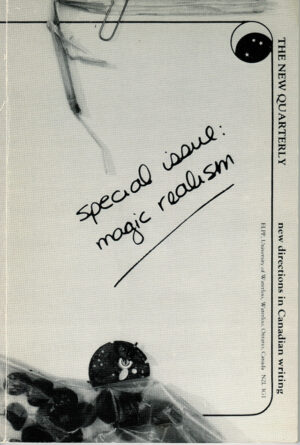 special issue:
magic realism
THE NEW QUARTERLY new directions in Canadian writing
ELPP, University of Waterloo, Waterloo, Ontario, Canada N2L 3G1